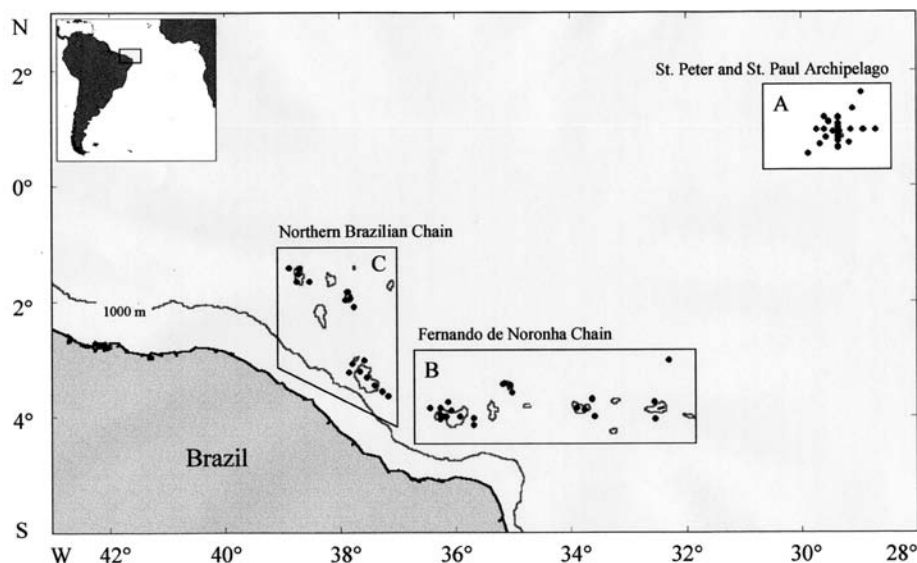 N
2°
0°
2°
4°
S
St. Peter and St. Paul Archipelago
A
Northern Brazilian Chain
C
1000 m
Fernando de Noronha Chain
B
Brazil
W
42°
40°
38°
36°
34°
32°
30°
28°